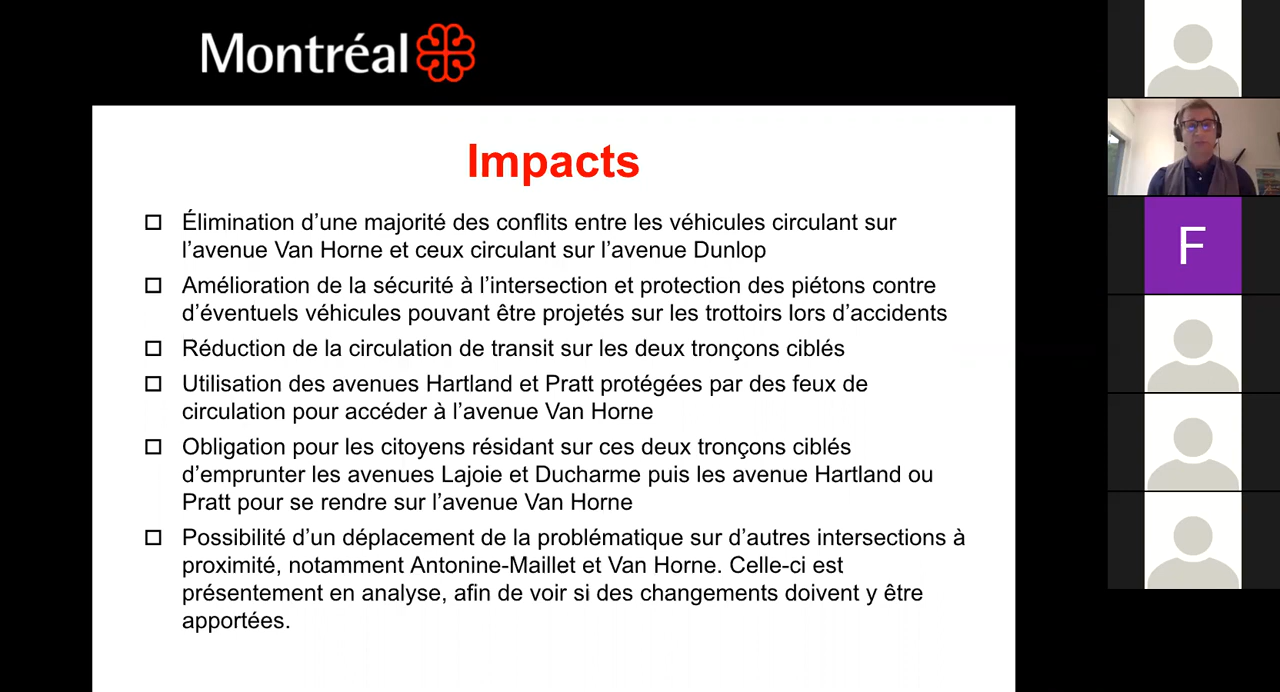 Montréal
Impacts
Élimination d’une majorité des conflits entre les véhicules circulant sur
l’avenue Van Horne et ceux circulant sur l’avenue Dunlop
Amélioration de la sécurité à l’intersection et protection des piétons contre
d’éventuels véhicules pouvant être projetés sur les trottoirs lors d’accidents
Réduction de la circulation de transit sur les deux tronçons ciblés
Utilisation des avenues Hartland et Pratt protégées par des feux de
circulation pour accéder à l’avenue Van Horne
Obligation pour les citoyens résidant sur ces deux tronçons ciblés
d’emprunter les avenues Lajoie et Ducharme puis les avenue Hartland ou
Pratt pour se rendre sur l’avenue Van Horne
Possibilité d’un déplacement de la problématique sur d’autres intersections à
proximité, notamment Antonine-Maillet et Van Horne. Celle-ci est
présentement en analyse, afin de voir si des changements doivent y être
apportées.
F